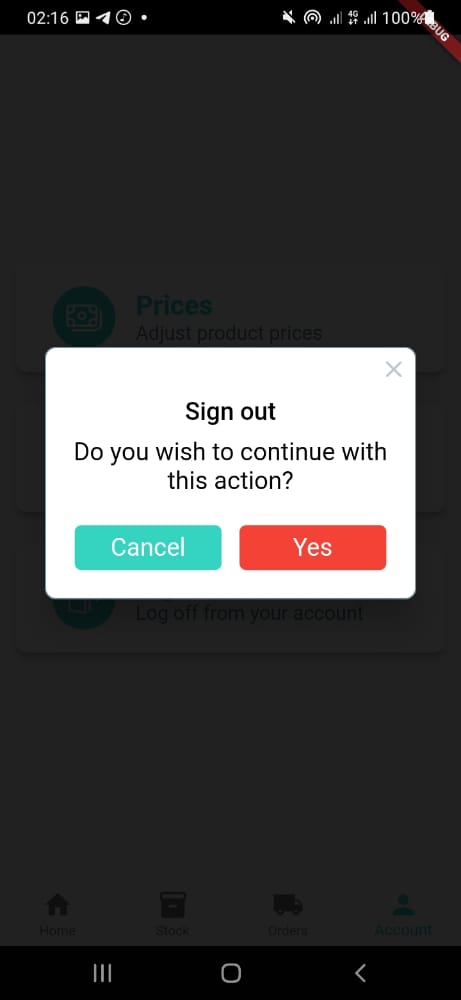 02:16
4G
100%
Prices
Adjust product prices
Sign out
Do you wish to continue with
this action?
Cancel
Yes
Log off from your account
Home
Stock
Orders
Account